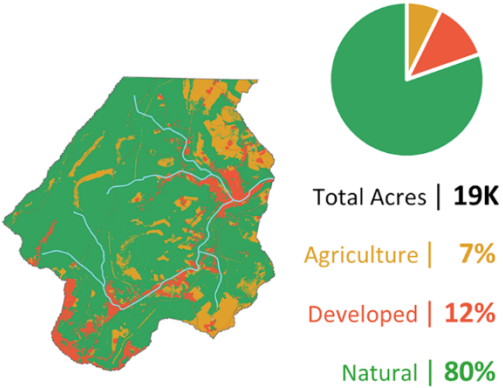 Total Acres | 19K
Agriculture | 7%
Developed | 12%
Natural | 80%